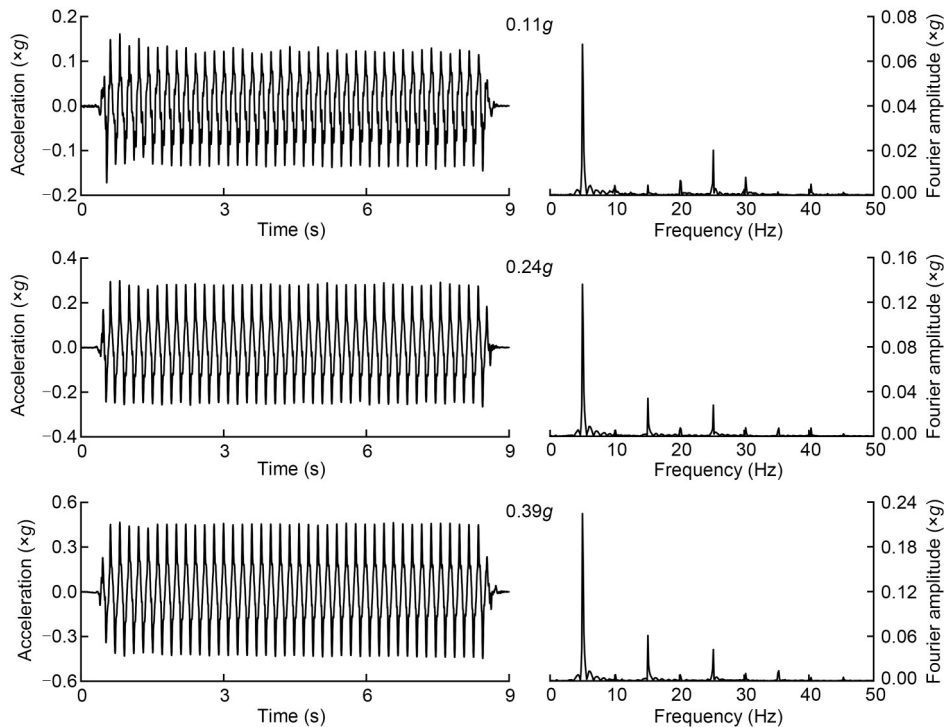 0.11g
Acceleration (×g)
0.2
0.1
0.0
−0.1
−0.2
0 3 6 9
Time (s)
0 10 20 30 40 50
Frequency (Hz)
0.08
0.06
0.04
0.02
0.00
Fourier amplitude (×g)
0.24g
Acceleration (×g)
0.4
0.2
0.0
−0.2
−0.4
0 3 6 9
Time (s)
0 10 20 30 40 50
Frequency (Hz)
0.16
0.12
0.08
0.04
0.00
Fourier amplitude (×g)
0.39g
Acceleration (×g)
0.6
0.3
0.0
−0.3
−0.6
0 3 6 9
Time (s)
0 10 20 30 40 50
Frequency (Hz)
0.24
0.18
0.12
0.06
0.00
Fourier amplitude (×g)